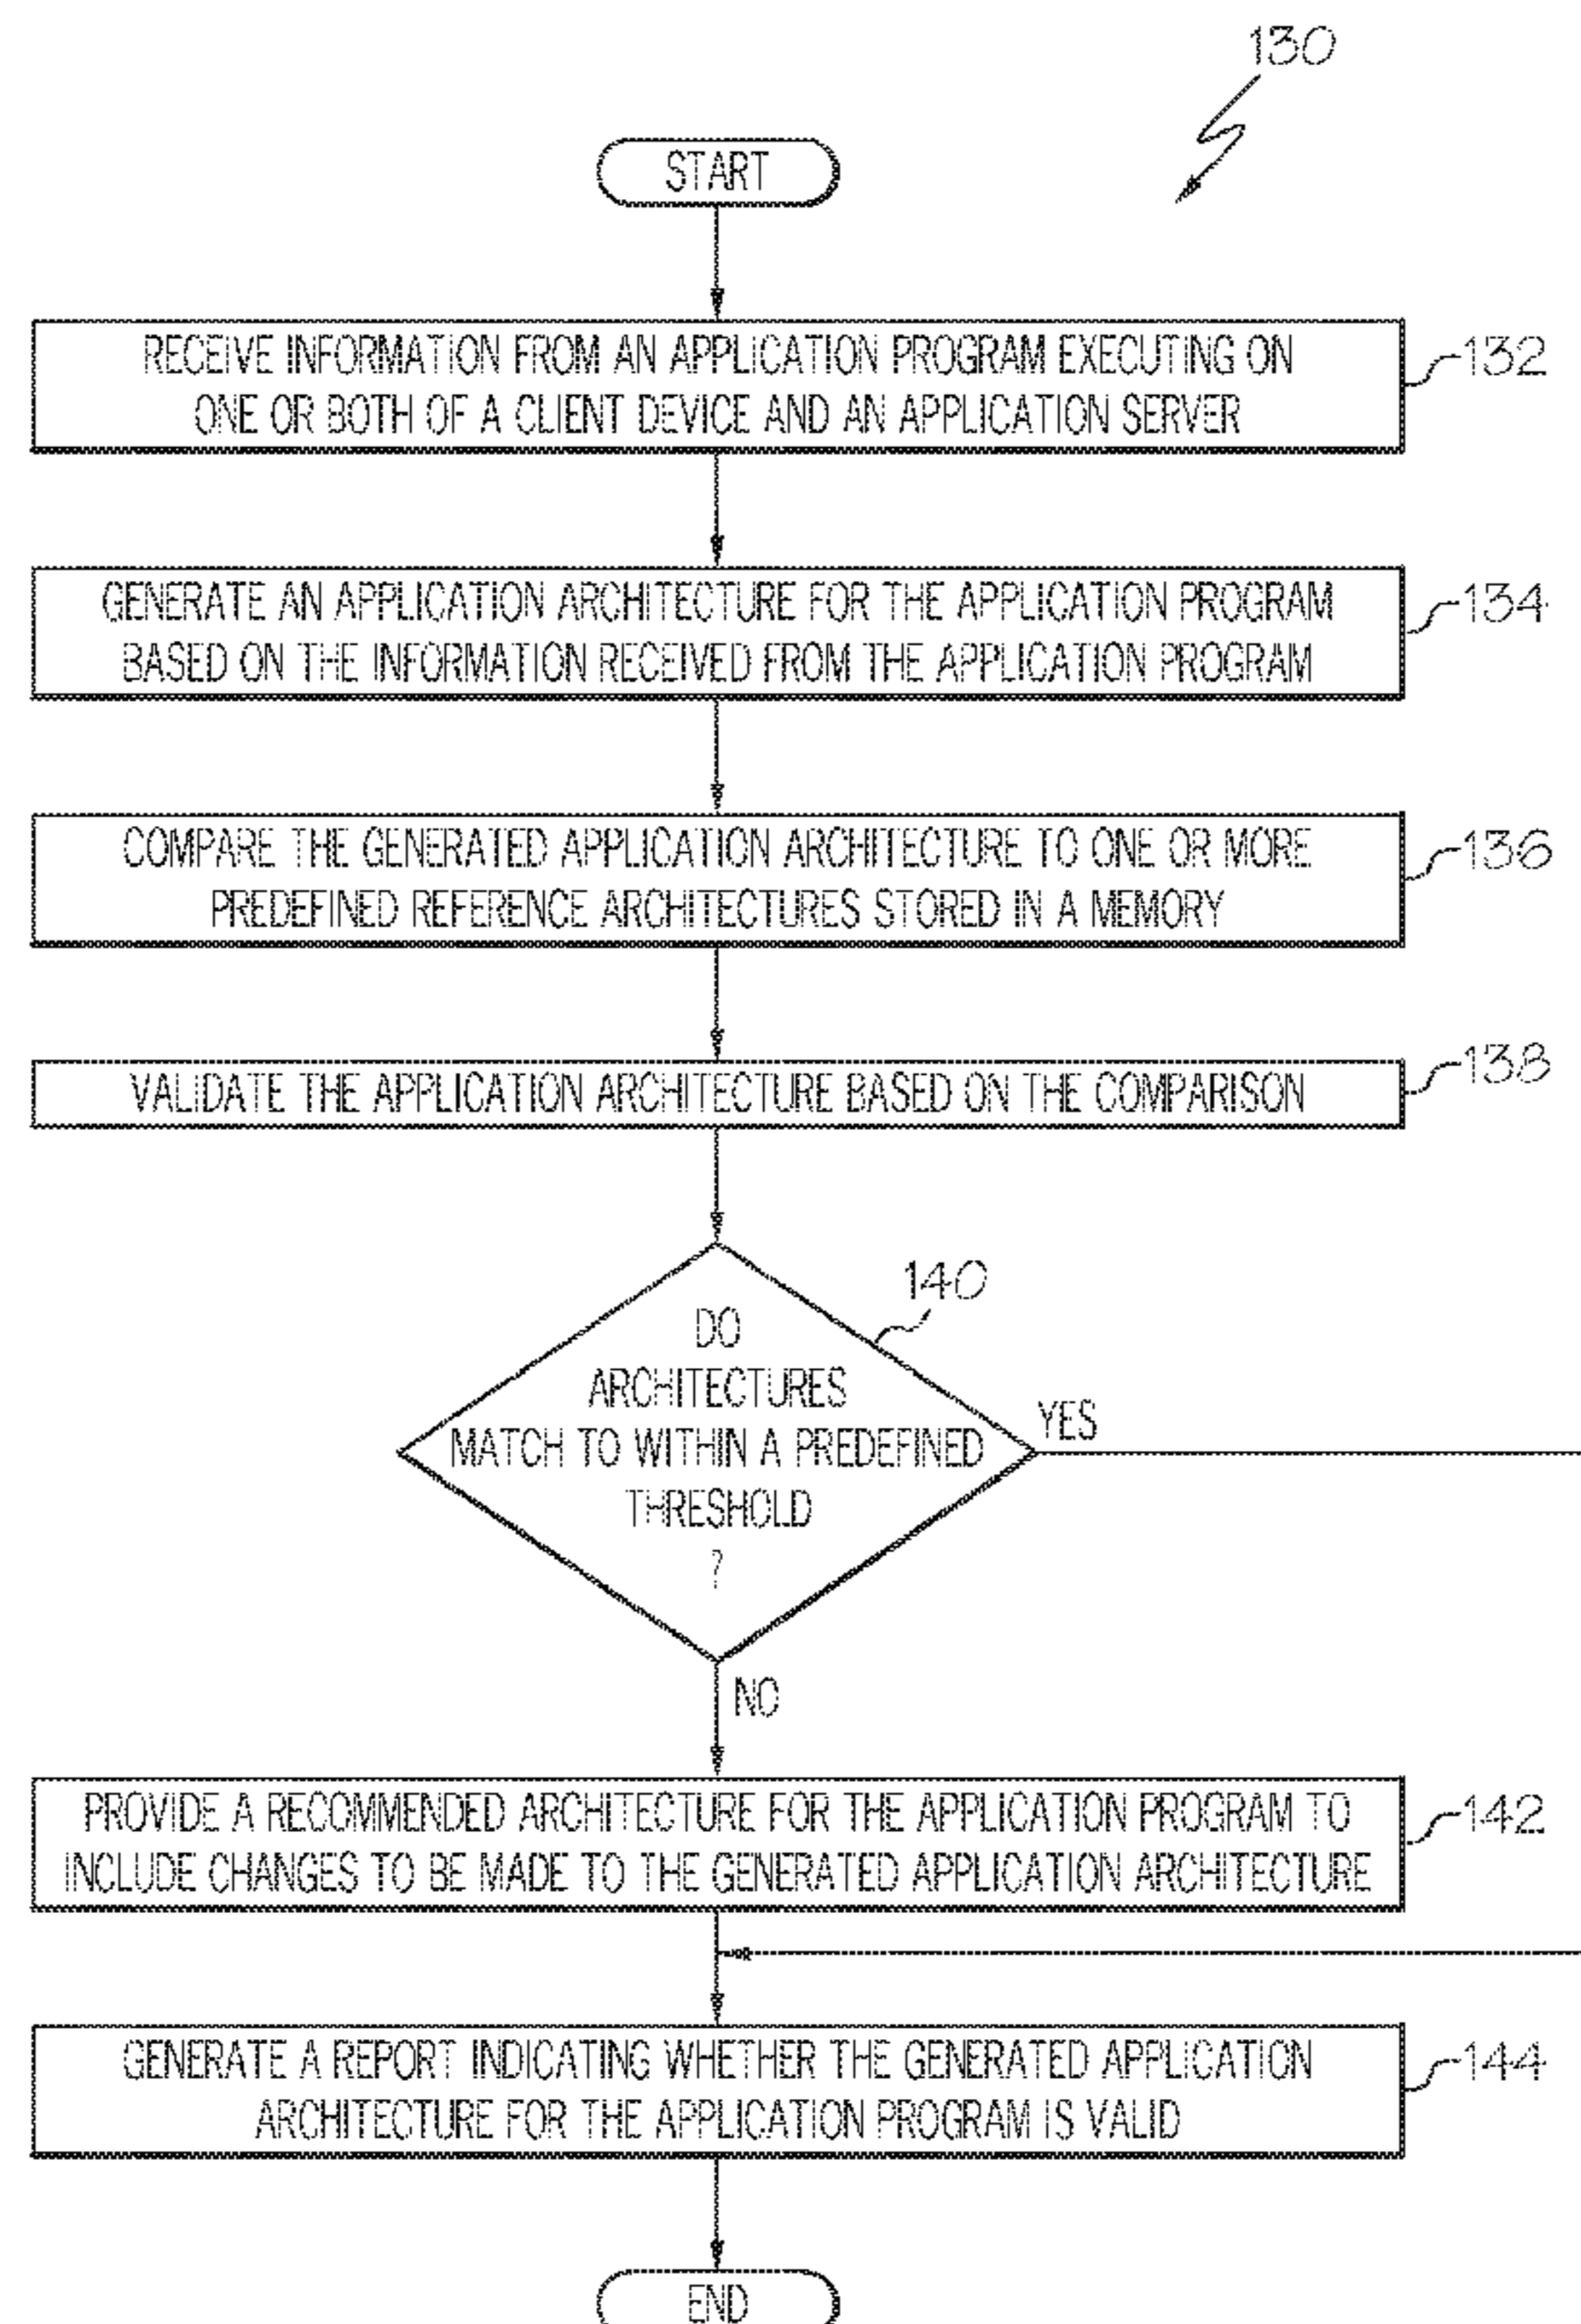 130
START
RECEIVE INFORMATION FROM AN APPLICATION PROGRAM EXECUTING ON
ONE OR BOTH OF A CLIENT DEVICE AND AN APPLICATION SERVER
132
GENERATE AN APPLICATION ARCHITECTURE FOR THE APPLICATION PROGRAM
BASED ON THE INFORMATION RECEIVED FROM THE APPLICATION PROGRAM
134
COMPARE THE GENERATED APPLICATION ARCHITECTURE TO ONE OR MORE
PREDEFINED REFERENCE ARCHITECTURES STORED IN A MEMORY
136
VALIDATE THE APPLICATION ARCHITECTURE BASED ON THE COMPARISON
138
140
DO
ARCHITECTURES
MATCH TO WITHIN A PREDEFINED
THRESHOLD
?
YES
NO
PROVIDE A RECOMMENDED ARCHITECTURE FOR THE APPLICATION PROGRAM TO
INCLUDE CHANGES TO BE MADE TO THE GENERATED APPLICATION ARCHITECTURE
142
GENERATE A REPORT INDICATING WHETHER THE GENERATED APPLICATION
ARCHITECTURE FOR THE APPLICATION PROGRAM IS VALID
144
END